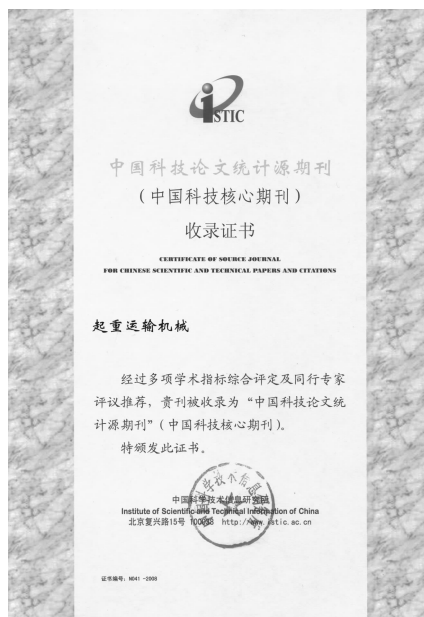 iSTIC
中国科技论文统计源期刊
（中国科技核心期刊）
收录证书
CERTIFICATE OF SOURCE JOURNAL
FOR CHINESE SCIENTIFIC AND TECHNICAL PAPERS AND CITATIONS
起重运输机械
经过多项学术指标综合评定及同行专家
评议推荐，贵刊被收录为“中国科技论文统
计源期刊”（中国科技核心期刊）。
特颁发此证书。
中国科学技术信息研究所
Institute of Scientific and Technical Information of China
北京复兴路15号 100038 http://www.istic.ac.cn
证书编号：N041 -2008